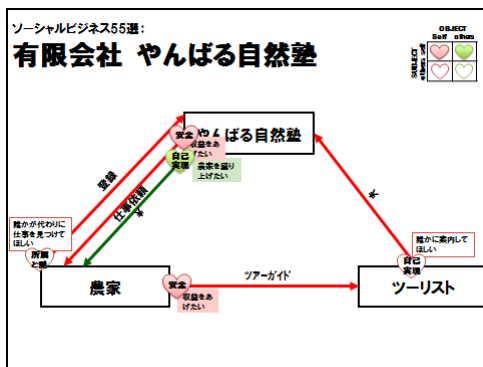 ソーシャルビジネス55選:
有限会社 やんばる自然塾
OBJECT
Self others
SUBJECT
others self
やんばる自然塾
安全
収益をあ
げたい
自己
実現
農家を盛り
上げたい
登録
仕事依頼
誰かが代わりに
仕事を見つけて
ほしい
農家
安全
収益をあ
げたい
ツアーガイド
誰かに案内して
ほしい
自己
実現
ツーリスト